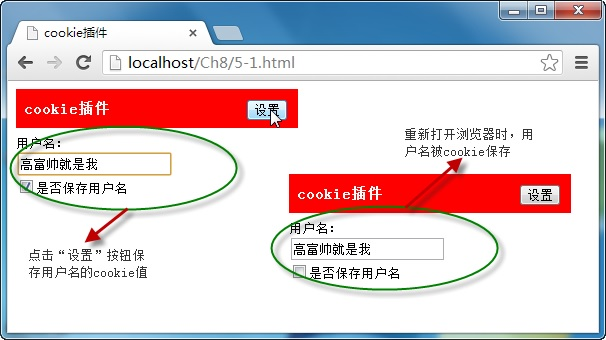 cookie插件
localhost/Ch8/5-1.html
cookie插件
设置
用户名：
高富帅就是我
是否保存用户名
点击“设置”按钮保
存用户名的cookie值
重新打开浏览器时，用
户名被cookie保存
cookie插件
设置
用户名：
高富帅就是我
是否保存用户名